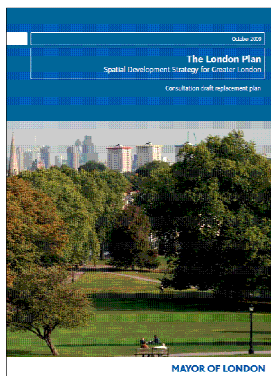 October 2009
The London Plan
Spatial Development Strategy for Greater London
Consultation draft replacement plan
MAYOR OF LONDON